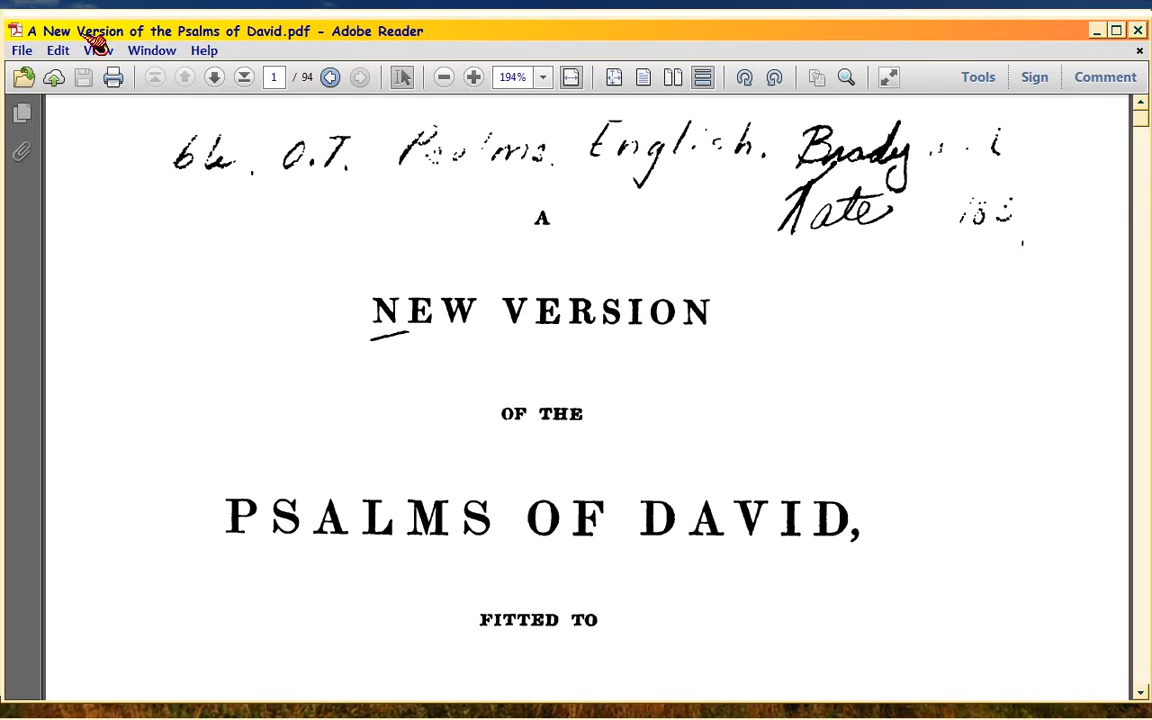 A New Version of the Psalms of David.pdf - Adobe Reader
File Edit View Window Help
1 / 94 194% Tools Sign Comment
O.T. Psalms. English. Brady
Tate
A
NEW VERSION
OF THE
PSALMS OF DAVID,
FITTED TO